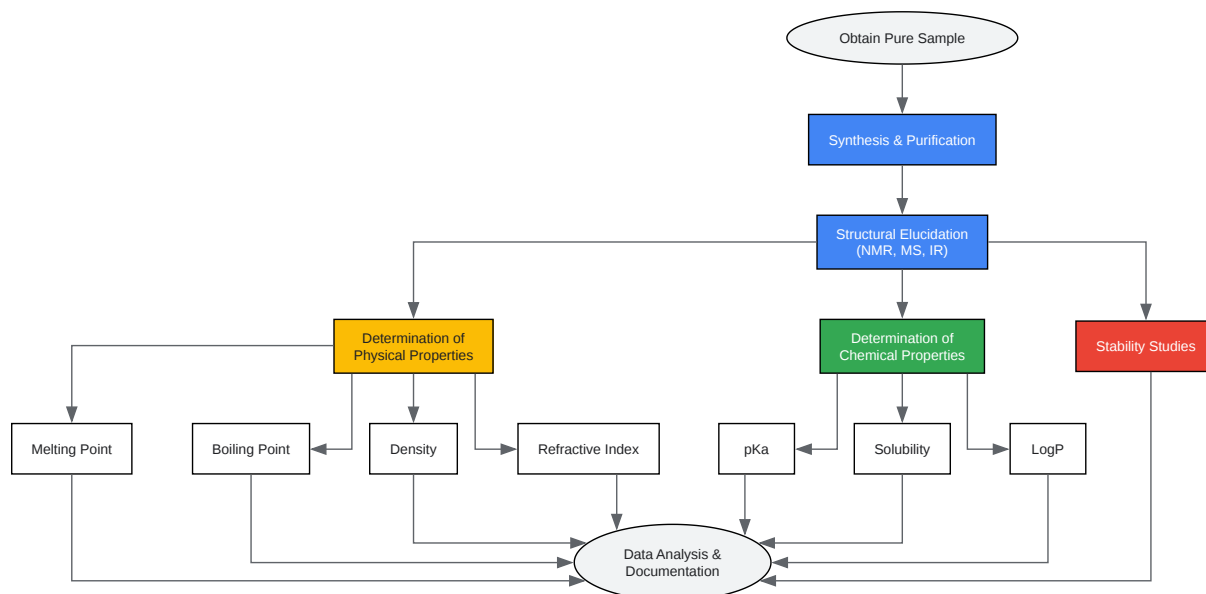 Obtain Pure Sample
Synthesis & Purification
Structural Elucidation
(NMR, MS, IR)
Determination of
Physical Properties
Determination of
Chemical Properties
Stability Studies
Melting Point
Boiling Point
Density
Refractive Index
pKa
Solubility
LogP
Data Analysis &
Documentation